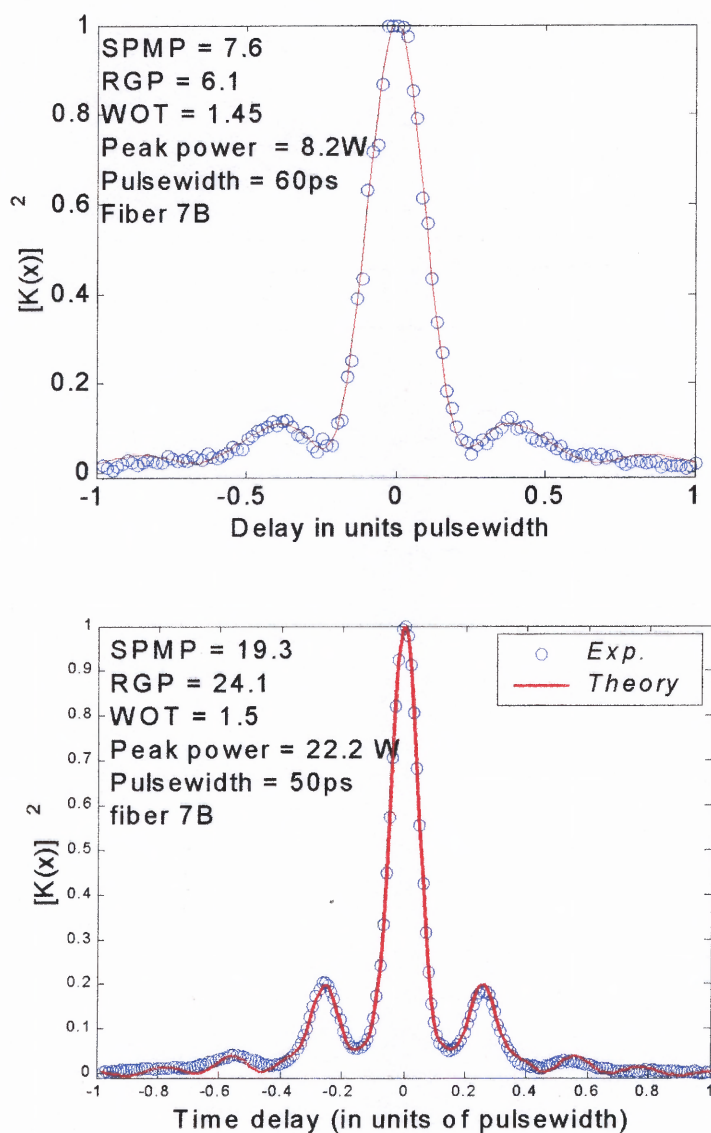 SPMP = 7.6
RGP = 6.1
WOT = 1.45
Peak power = 8.2W
Pulsewidth = 60ps
Fiber 7B
1
0.8
0.6
0.4
0.2
0
[K(x)]²
-1 -0.5 0 0.5 1
Delay in units pulsewidth
SPMP = 19.3
RGP = 24.1
WOT = 1.5
Peak power = 22.2 W
Pulsewidth = 50ps
fiber 7B
Exp.
Theory
1
0.9
0.8
0.7
0.6
0.5
0.4
0.3
0.2
0.1
0
[K(x)]²
-1 -0.8 -0.6 -0.4 -0.2 0 0.2 0.4 0.6 0.8 1
Time delay (in units of pulsewidth)